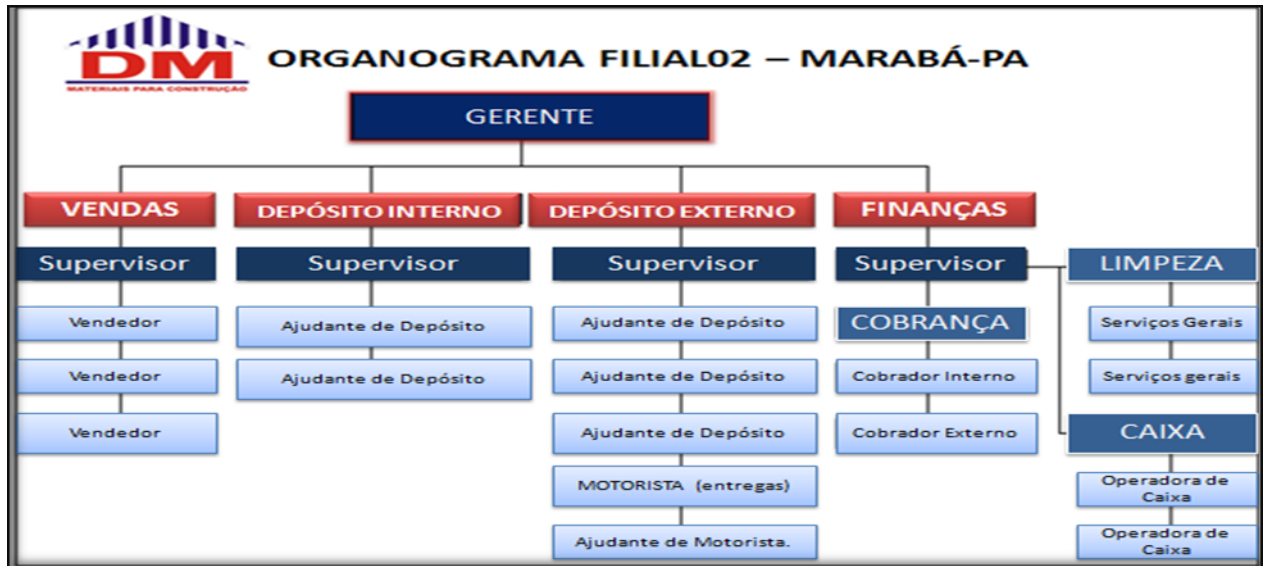 DM
MATERIAIS PARA CONSTRUÇÃO
ORGANOGRAMA FILIAL02 – MARABÁ-PA
GERENTE
VENDAS
Supervisor
Vendedor
Vendedor
Vendedor
DEPÓSITO INTERNO
Supervisor
Ajudante de Depósito
Ajudante de Depósito
DEPÓSITO EXTERNO
Supervisor
Ajudante de Depósito
Ajudante de Depósito
Ajudante de Depósito
MOTORISTA (entregas)
Ajudante de Motorista.
FINANÇAS
Supervisor
COBRANÇA
Cobrador Interno
Cobrador Externo
LIMPEZA
Serviços Gerais
Serviços gerais
CAIXA
Operadora de
Caixa
Operadora de
Caixa